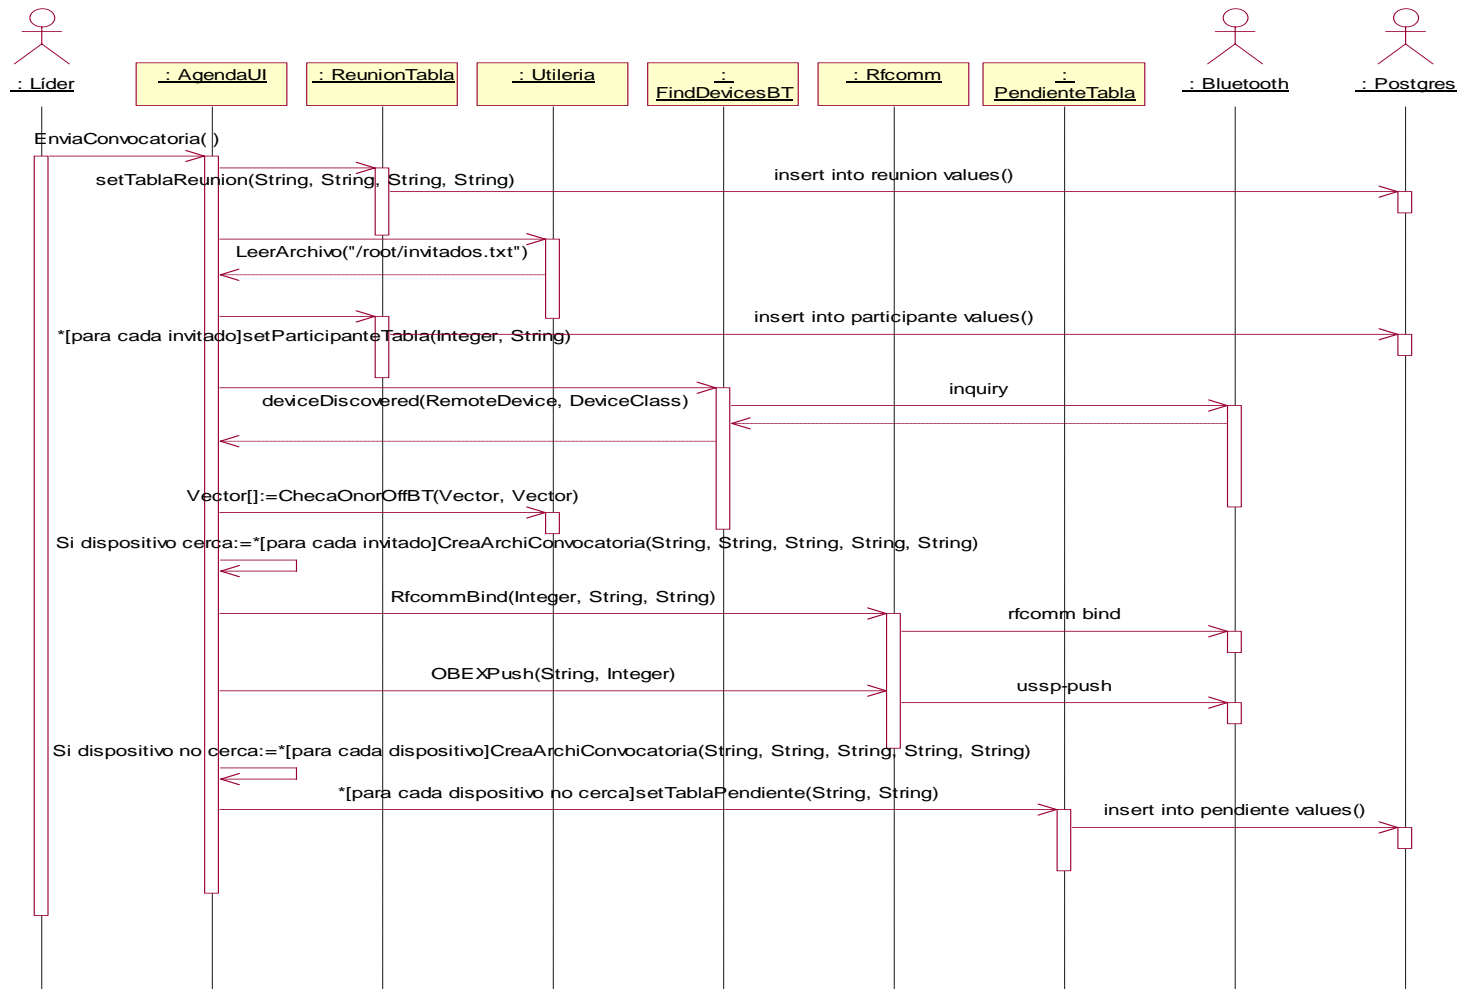 : Líder
: AgendaUI
: ReunionTabla
: Utileria
:
FindDevicesBT
: Rfcomm
:
PendienteTabla
: Bluetooth
: Postgres
EnviaConvocatoria( )
setTablaReunion(String, String, String, String)
insert into reunion values()
LeerArchivo("/root/invitados.txt")
insert into participante values()
*[para cada invitado]setParticipanteTabla(Integer, String)
inquiry
deviceDiscovered(RemoteDevice, DeviceClass)
Vector[]:=ChecaOnorOffBT(Vector, Vector)
Si dispositivo cerca:=*[para cada invitado]CreaArchiConvocatoria(String, String, String, String, String)
RfcommBind(Integer, String, String)
rfcomm bind
OBEXPush(String, Integer)
ussp-push
Si dispositivo no cerca:=*[para cada dispositivo]CreaArchiConvocatoria(String, String, String, String, String)
*[para cada dispositivo no cerca]setTablaPendiente(String, String)
insert into pendiente values()